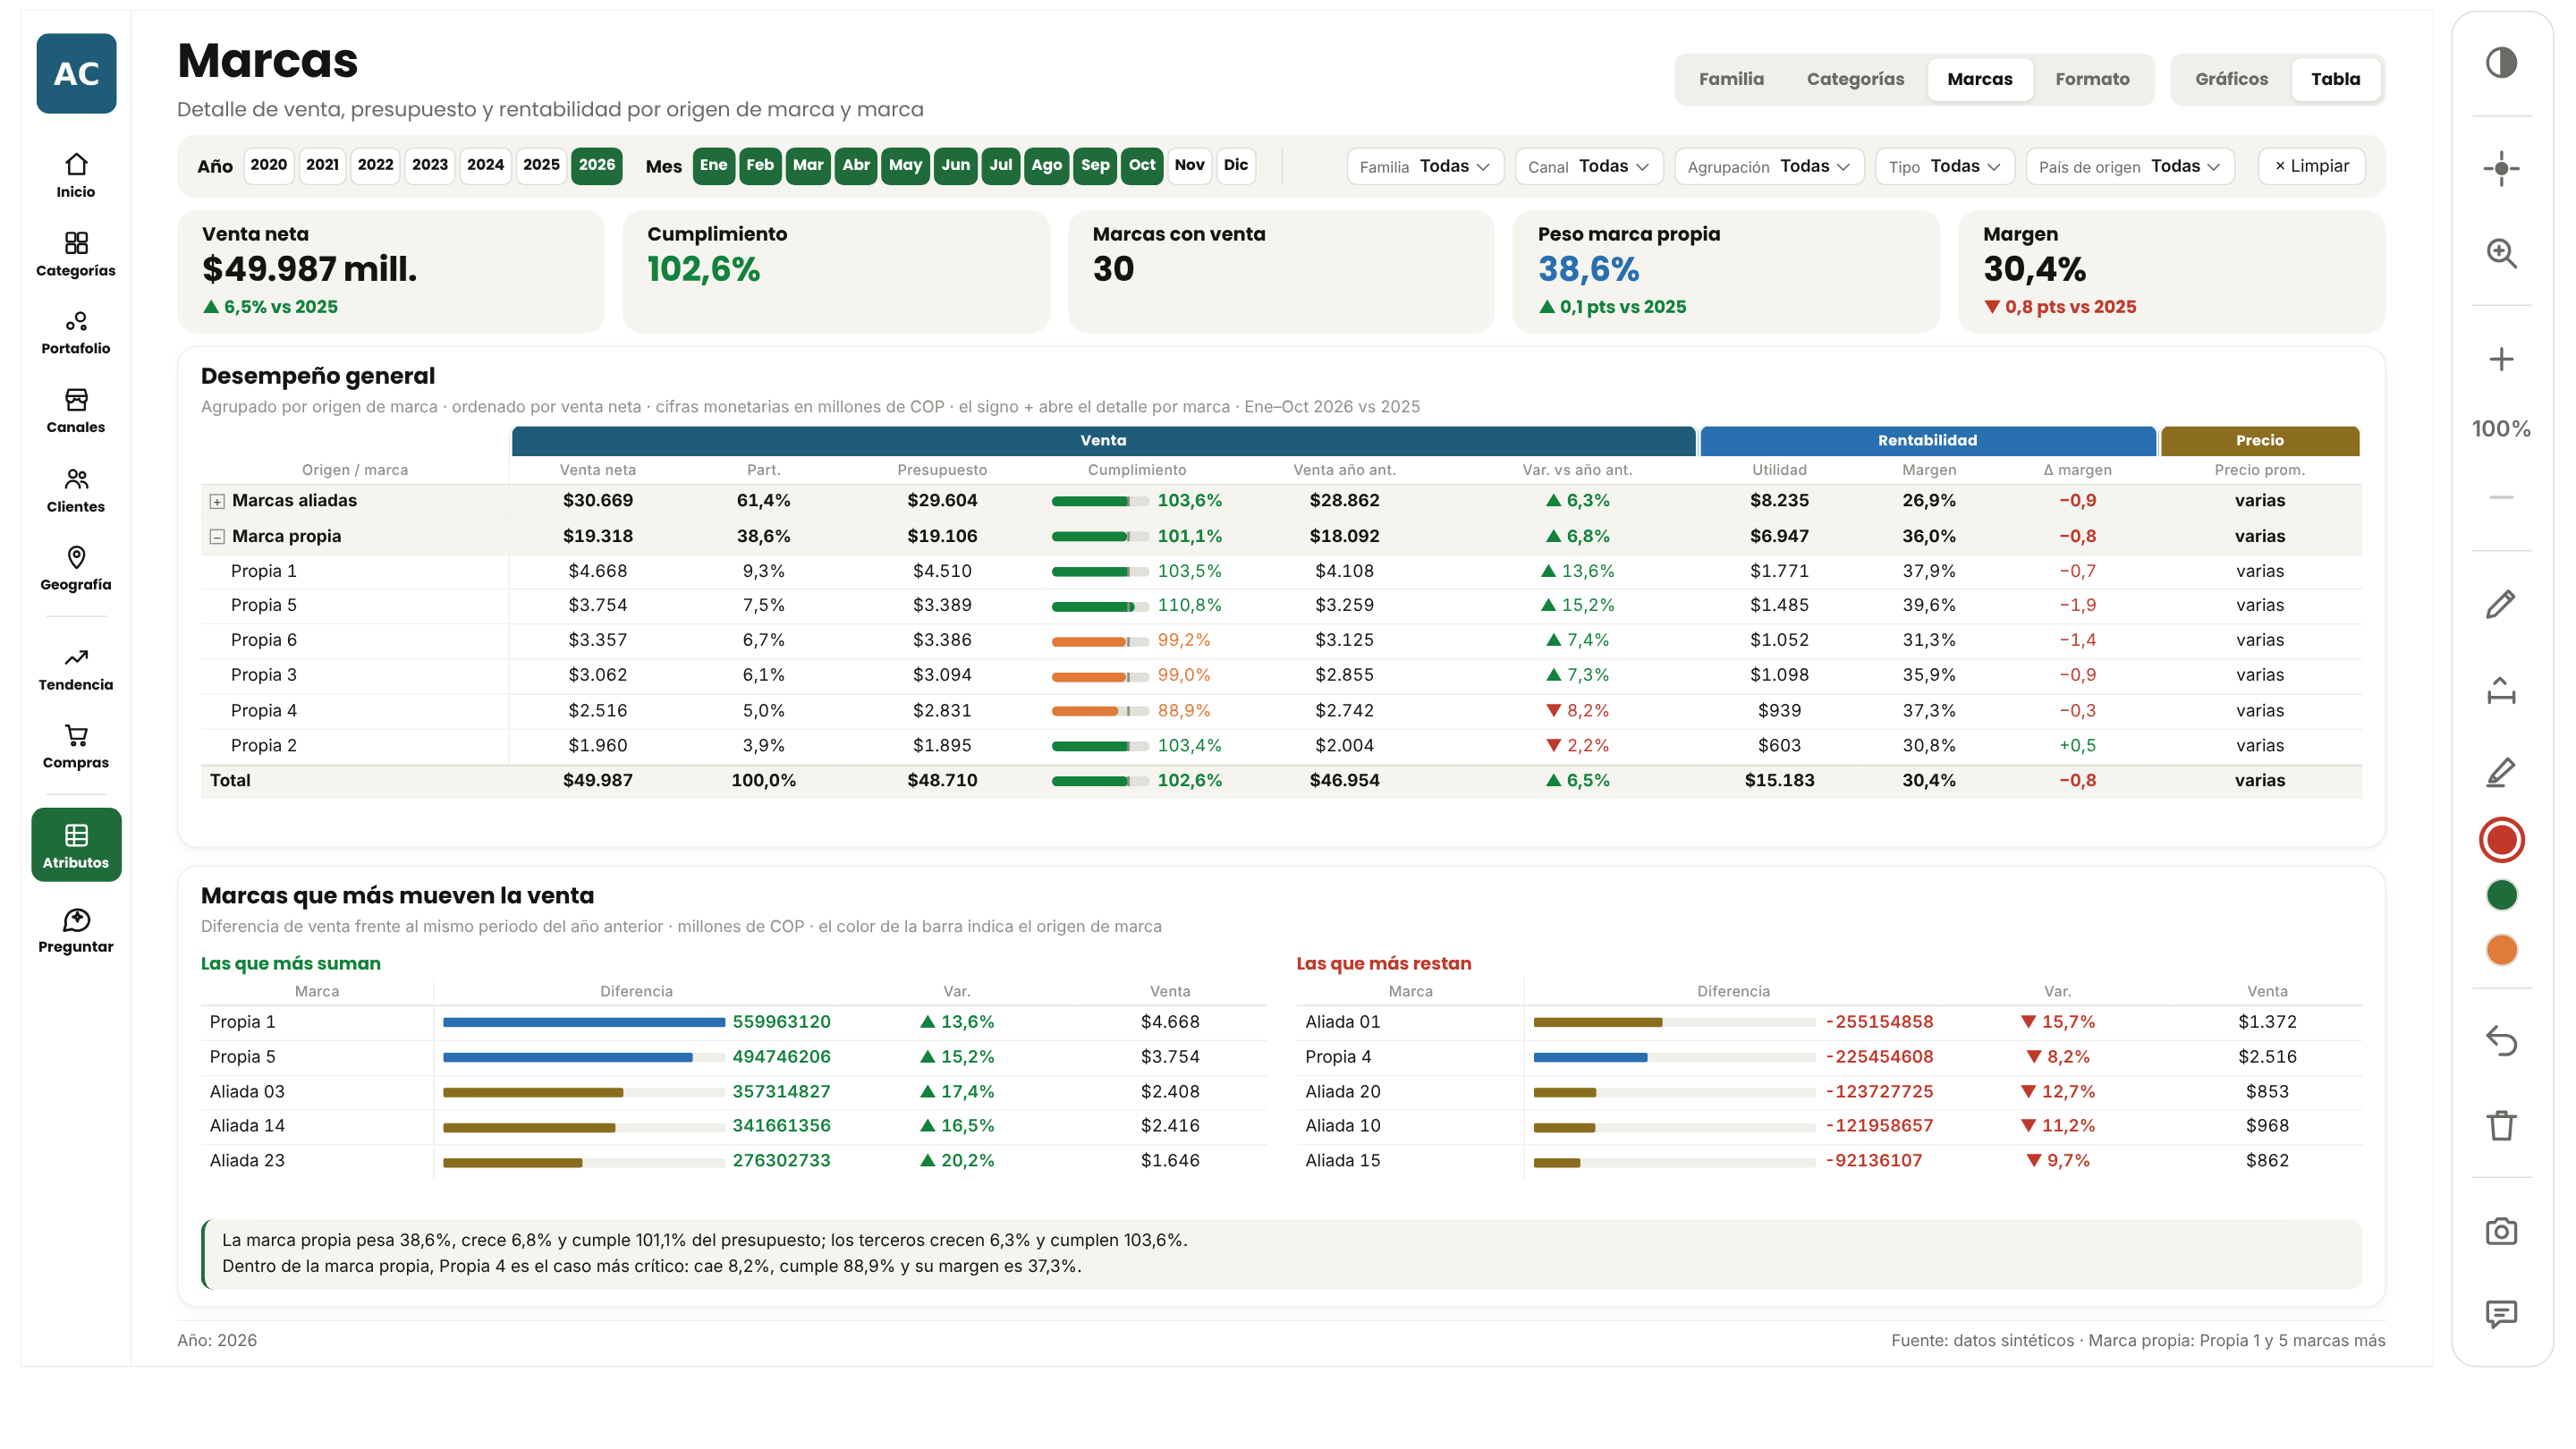 AC
Inicio
Categorías
Portafolio
Canales
Clientes
Geografía
Tendencia
Compras
Atributos
Preguntar
Marcas
Detalle de venta, presupuesto y rentabilidad por origen de marca y marca
Familia Categorías Marcas Formato Gráficos Tabla
Año 2020 2021 2022 2023 2024 2025 2026 Mes Ene Feb Mar Abr May Jun Jul Ago Sep Oct Nov Dic Familia Todas Canal Todas Agrupación Todas Tipo Todas País de origen Todas × Limpiar
Venta neta
$49.987 mill.
▲ 6,5% vs 2025
Cumplimiento
102,6%
Marcas con venta
30
Peso marca propia
38,6%
▲ 0,1 pts vs 2025
Margen
30,4%
▼ 0,8 pts vs 2025
Desempeño general
Agrupado por origen de marca · ordenado por venta neta · cifras monetarias en millones de COP · el signo + abre el detalle por marca · Ene–Oct 2026 vs 2025
Venta Rentabilidad Precio
Origen / marca Venta neta Part. Presupuesto Cumplimiento Venta año ant. Var. vs año ant. Utilidad Margen Δ margen Precio prom.
+ Marcas aliadas $30.669 61,4% $29.604 103,6% $28.862 ▲ 6,3% $8.235 26,9% −0,9 varias
− Marca propia $19.318 38,6% $19.106 101,1% $18.092 ▲ 6,8% $6.947 36,0% −0,8 varias
Propia 1 $4.668 9,3% $4.510 103,5% $4.108 ▲ 13,6% $1.771 37,9% −0,7 varias
Propia 5 $3.754 7,5% $3.389 110,8% $3.259 ▲ 15,2% $1.485 39,6% −1,9 varias
Propia 6 $3.357 6,7% $3.386 99,2% $3.125 ▲ 7,4% $1.052 31,3% −1,4 varias
Propia 3 $3.062 6,1% $3.094 99,0% $2.855 ▲ 7,3% $1.098 35,9% −0,9 varias
Propia 4 $2.516 5,0% $2.831 88,9% $2.742 ▼ 8,2% $939 37,3% −0,3 varias
Propia 2 $1.960 3,9% $1.895 103,4% $2.004 ▼ 2,2% $603 30,8% +0,5 varias
Total $49.987 100,0% $48.710 102,6% $46.954 ▲ 6,5% $15.183 30,4% −0,8 varias
Marcas que más mueven la venta
Diferencia de venta frente al mismo periodo del año anterior · millones de COP · el color de la barra indica el origen de marca
Las que más suman
Marca Diferencia Var. Venta
Propia 1 559963120 ▲ 13,6% $4.668
Propia 5 494746206 ▲ 15,2% $3.754
Aliada 03 357314827 ▲ 17,4% $2.408
Aliada 14 341661356 ▲ 16,5% $2.416
Aliada 23 276302733 ▲ 20,2% $1.646
Las que más restan
Marca Diferencia Var. Venta
Aliada 01 -255154858 ▼ 15,7% $1.372
Propia 4 -225454608 ▼ 8,2% $2.516
Aliada 20 -123727725 ▼ 12,7% $853
Aliada 10 -121958657 ▼ 11,2% $968
Aliada 15 -92136107 ▼ 9,7% $862
La marca propia pesa 38,6%, crece 6,8% y cumple 101,1% del presupuesto; los terceros crecen 6,3% y cumplen 103,6%.
Dentro de la marca propia, Propia 4 es el caso más crítico: cae 8,2%, cumple 88,9% y su margen es 37,3%.
Año: 2026
Fuente: datos sintéticos · Marca propia: Propia 1 y 5 marcas más
100%